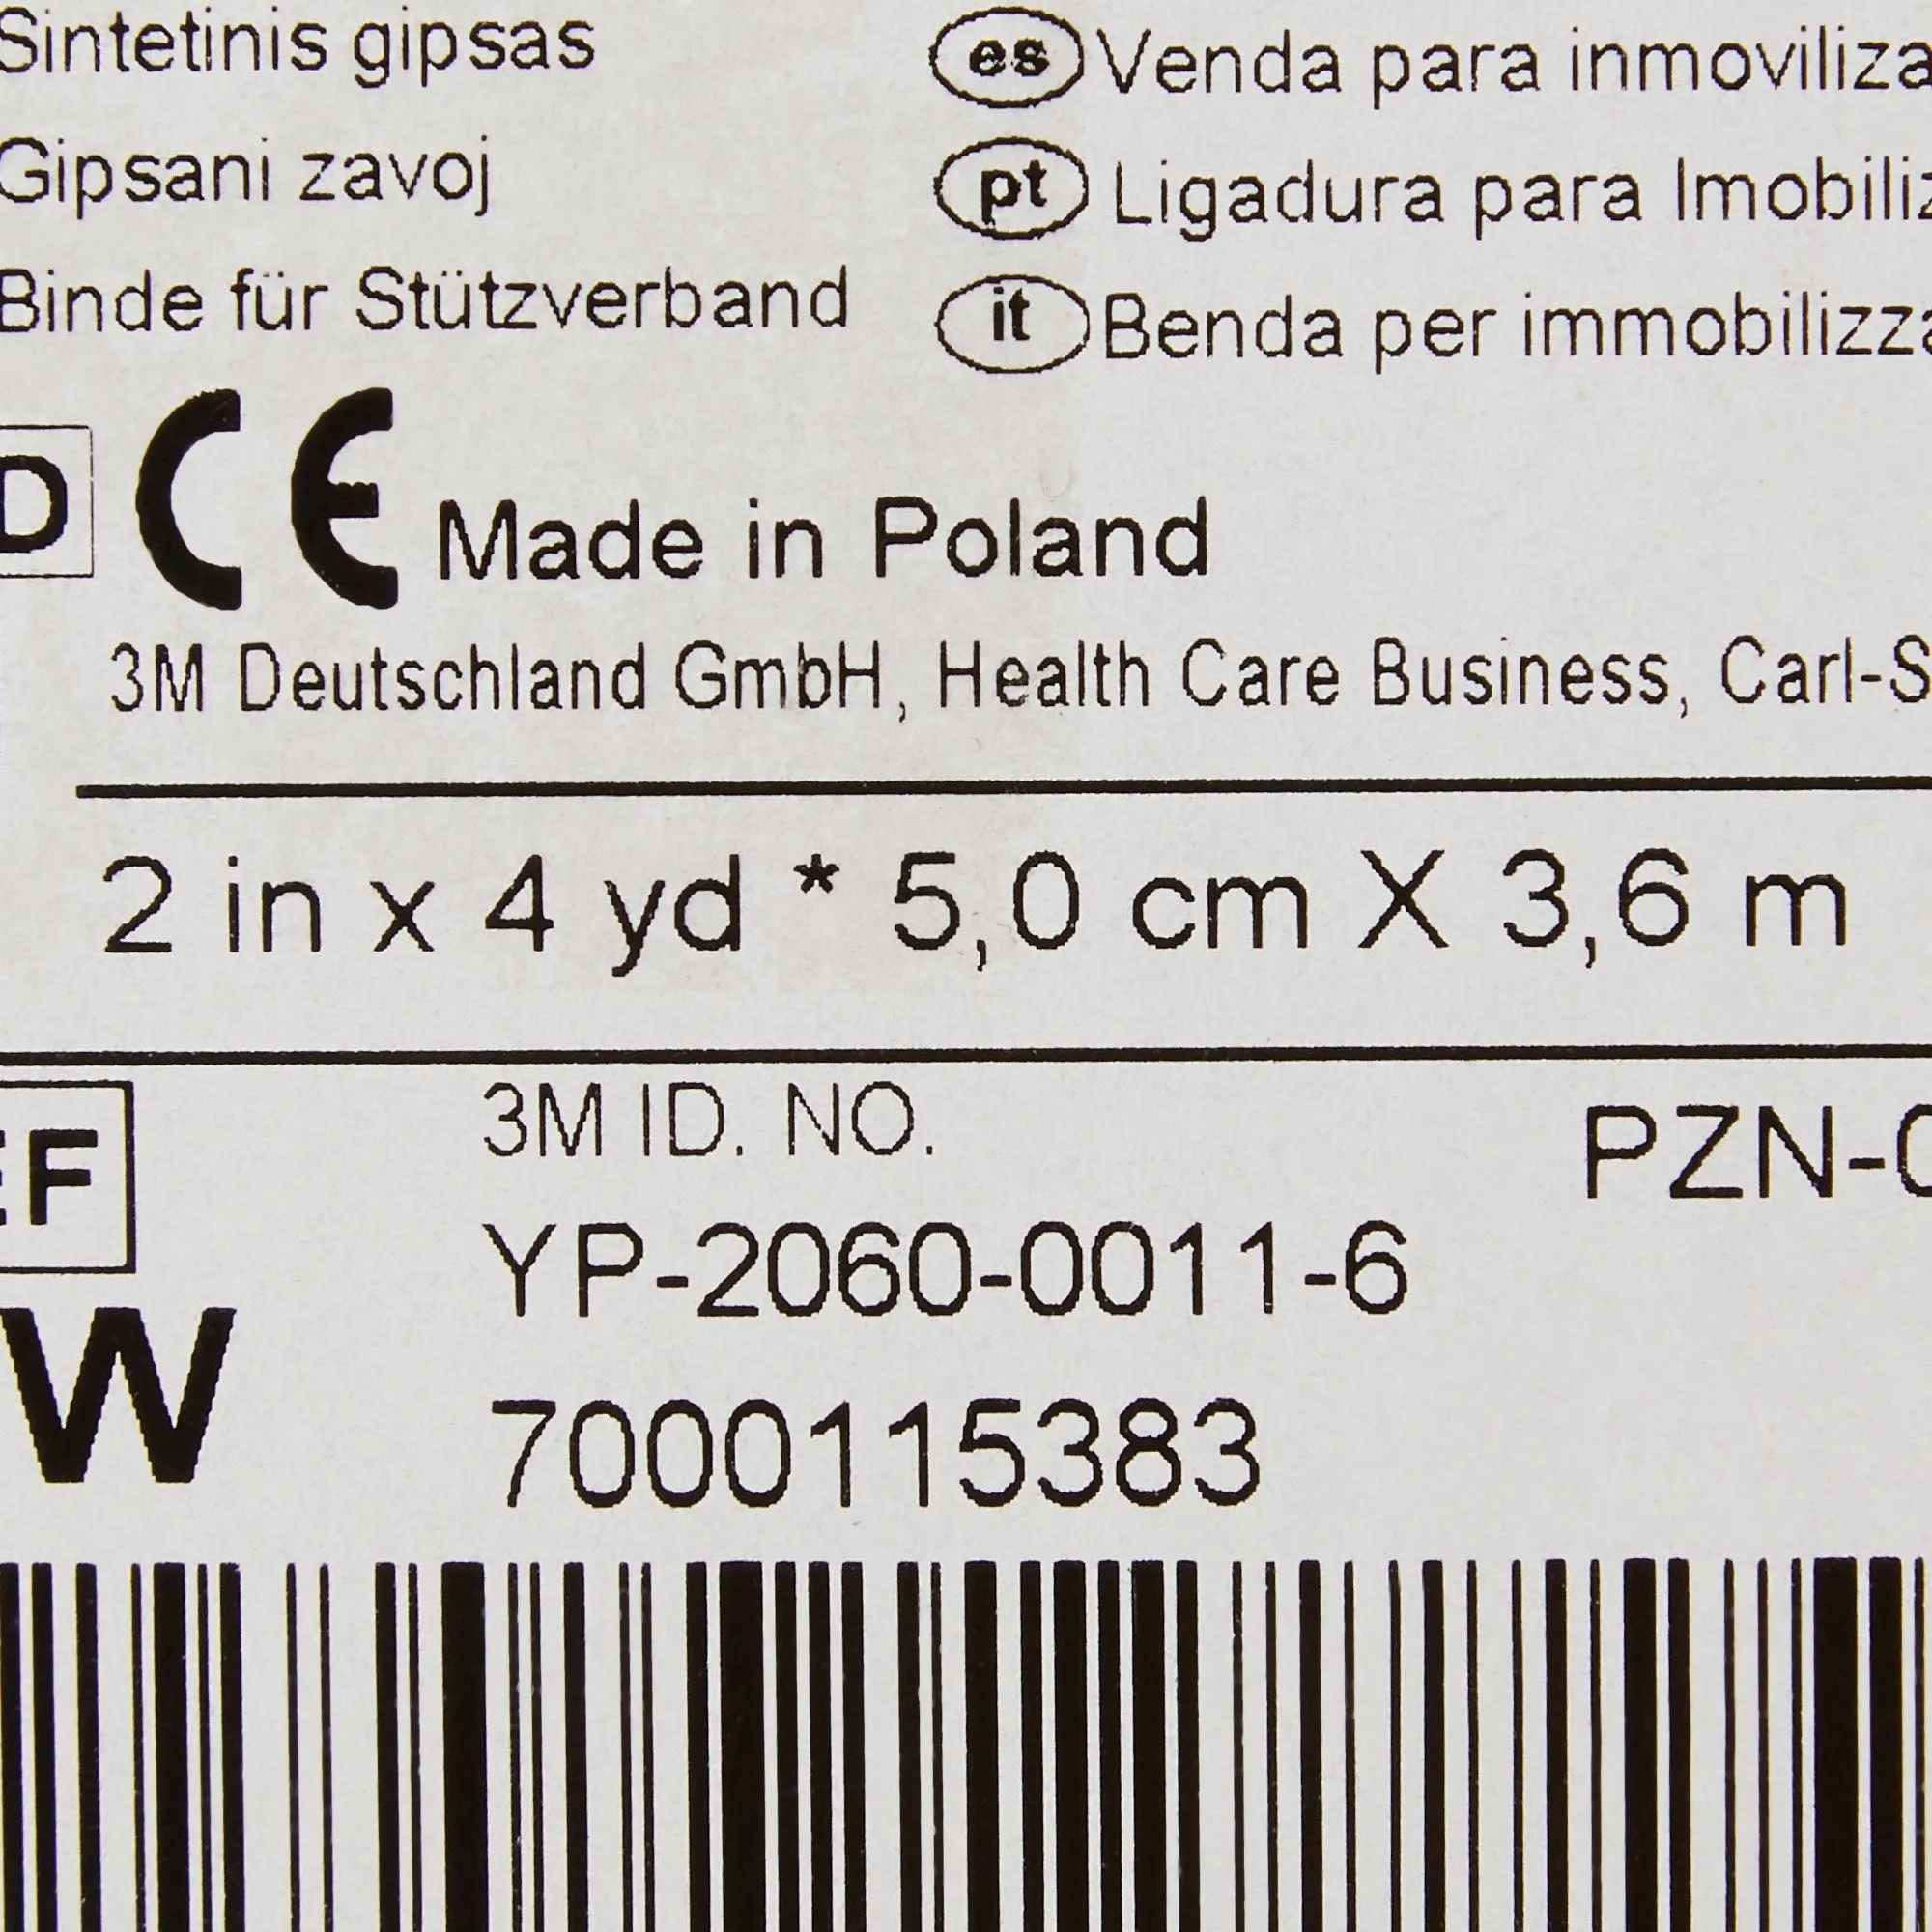 Sintetinis gipsas
Gipsani zavoj
Binde für Stützverband
es Venda para inmoviliza
pt Ligadura para Imobiliz
it Benda per immobilizza
D CE Made in Poland
3M Deutschland GmbH, Health Care Business, Carl-S
2 in x 4 yd * 5,0 cm X 3,6 m
EF
W
3M ID. NO.
YP-2060-0011-6
7000115383
PZN-0